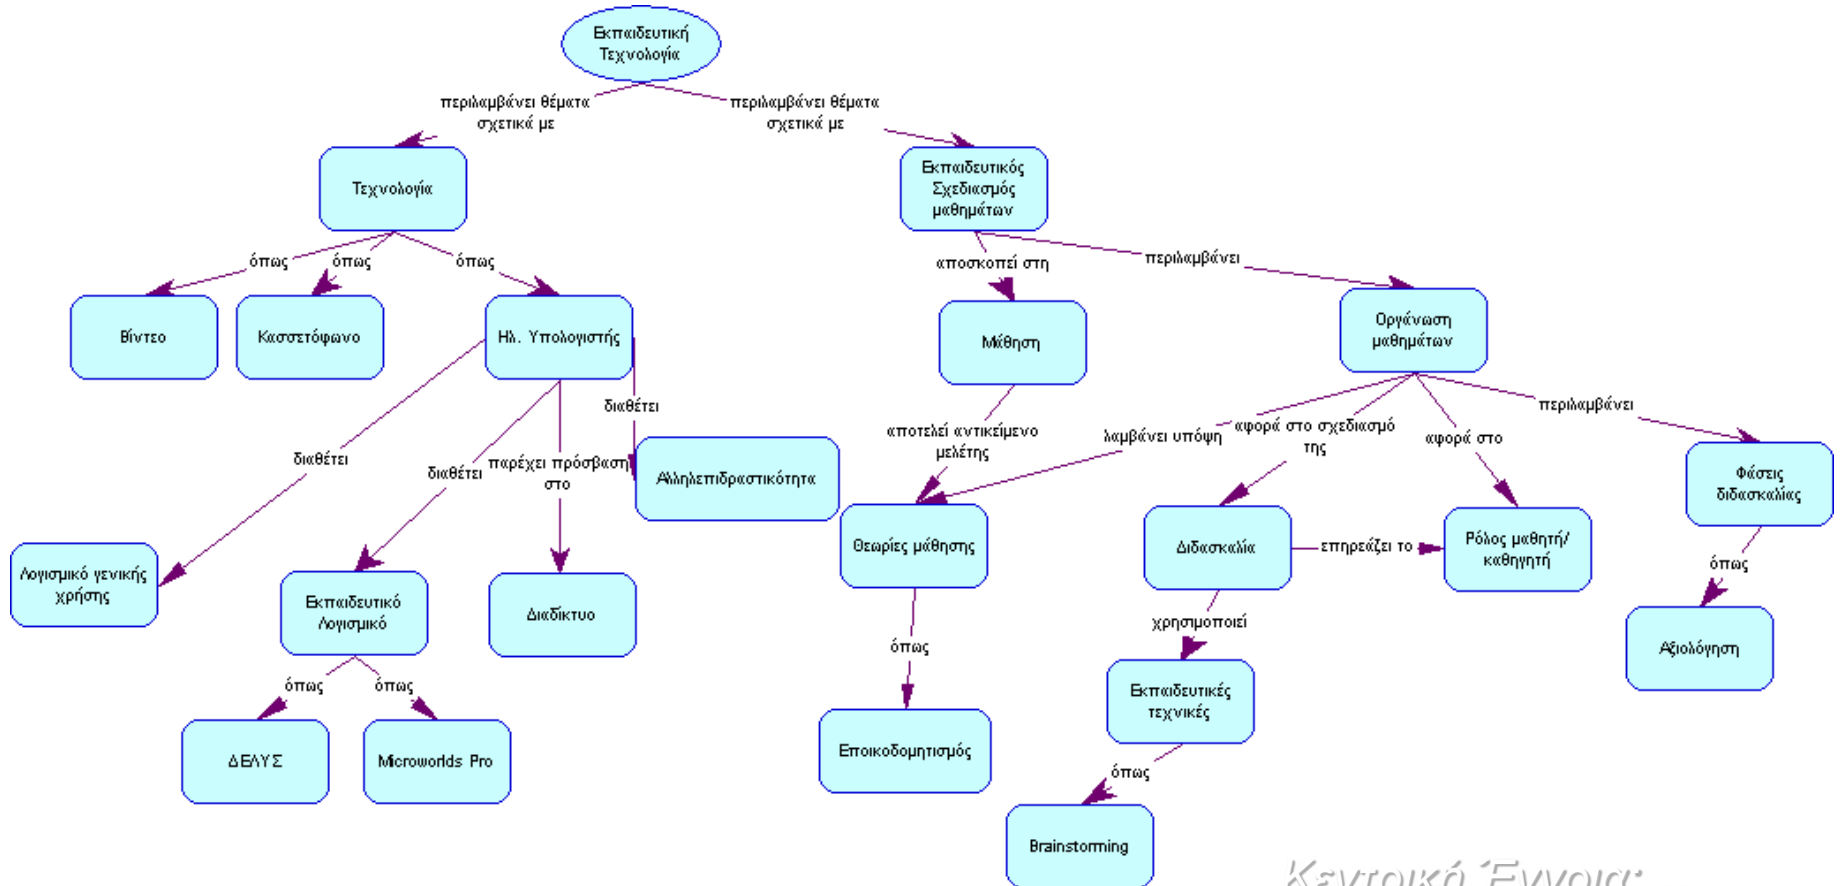 Εκπαιδευτική
Τεχνολογία
περιλαμβάνει θέματα
σχετικά με
περιλαμβάνει θέματα
σχετικά με
Τεχνολογία
Εκπαιδευτικός
Σχεδιασμός
μαθημάτων
όπως
όπως
όπως
αποσκοπεί στη
περιλαμβάνει
Βίντεο
Κασσετόφωνο
Ηλ. Υπολογιστής
Μάθηση
Οργάνωση
μαθημάτων
διαθέτει
διαθέτει
διαθέτει
παρέχει πρόσβαση
στο
αποτελεί αντικείμενο
μελέτης
λαμβάνει υπόψη
αφορά στο σχεδιασμό
της
αφορά στο
περιλαμβάνει
Αλληλεπιδραστικότητα
Φάσεις
διδασκαλίας
Θεωρίες μάθησης
Διδασκαλία
επηρεάζει το
Ρόλος μαθητή/
καθηγητή
Λογισμικό γενικής
χρήσης
Εκπαιδευτικό
Λογισμικό
Διαδίκτυο
όπως
χρησιμοποιεί
όπως
Αξιολόγηση
όπως
όπως
Εκπαιδευτικές
τεχνικές
ΔΕΛΥΣ
Microworlds Pro
Εποικοδομητισμός
όπως
Brainstorming
Κεντρική Έννοια: